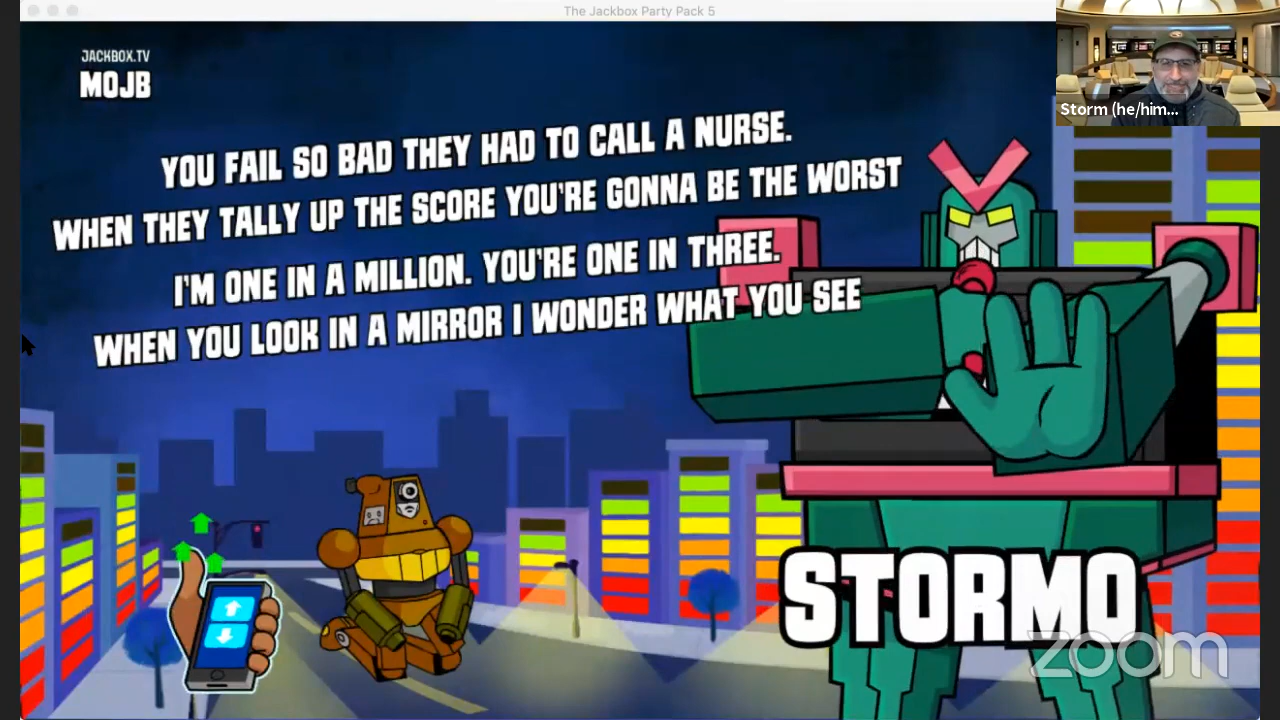 The Jackbox Party Pack 5
JACKBOX.TV
MOJB
Storm (he/him...
YOU FAIL SO BAD THEY HAD TO CALL A NURSE.
WHEN THEY TALLY UP THE SCORE YOU'RE GONNA BE THE WORST
I'M ONE IN A MILLION. YOU'RE ONE IN THREE.
WHEN YOU LOOK IN A MIRROR I WONDER WHAT YOU SEE
STORMO
zoom